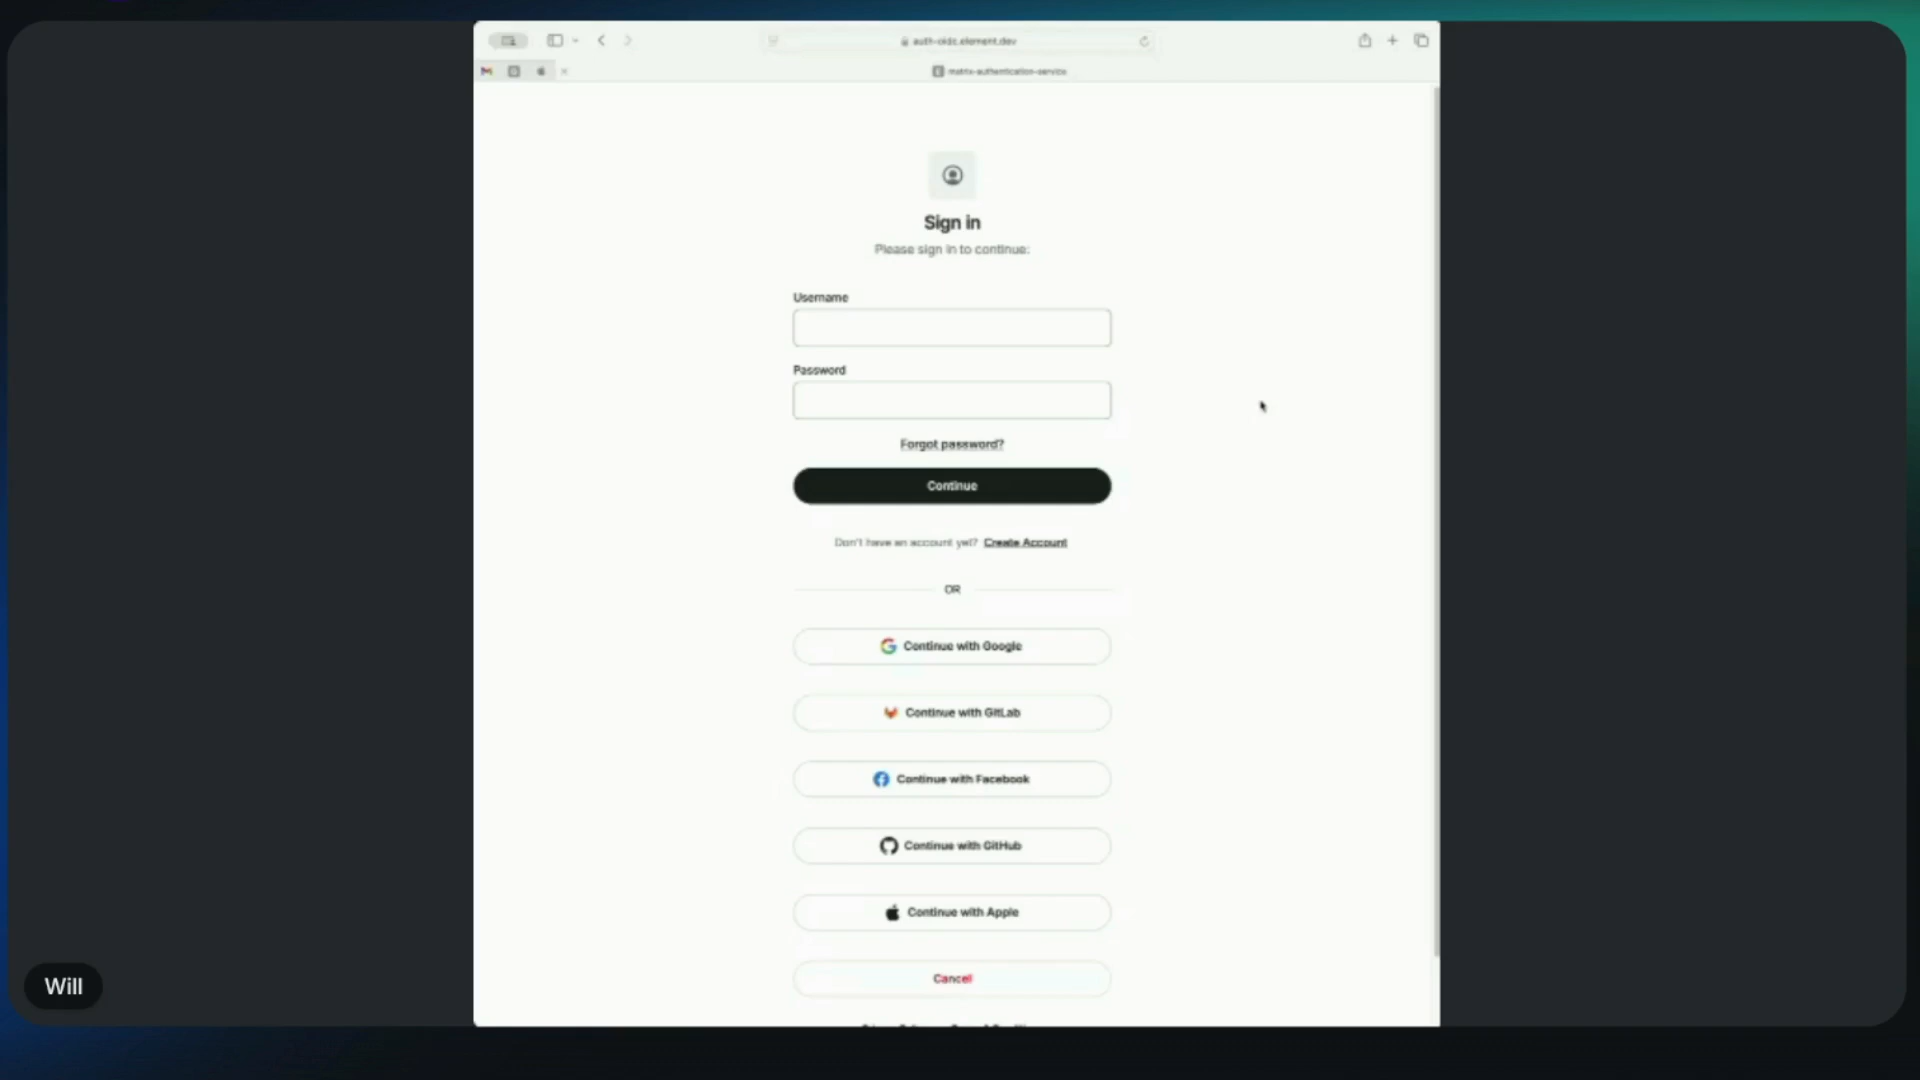 auth-oidc.element.dev
matrix-authentication-service
Sign in
Please sign in to continue:
Username
Password
Forgot password?
Continue
Don't have an account yet? Create Account
OR
Continue with Google
Continue with GitLab
Continue with Facebook
Continue with GitHub
Continue with Apple
Cancel
Will